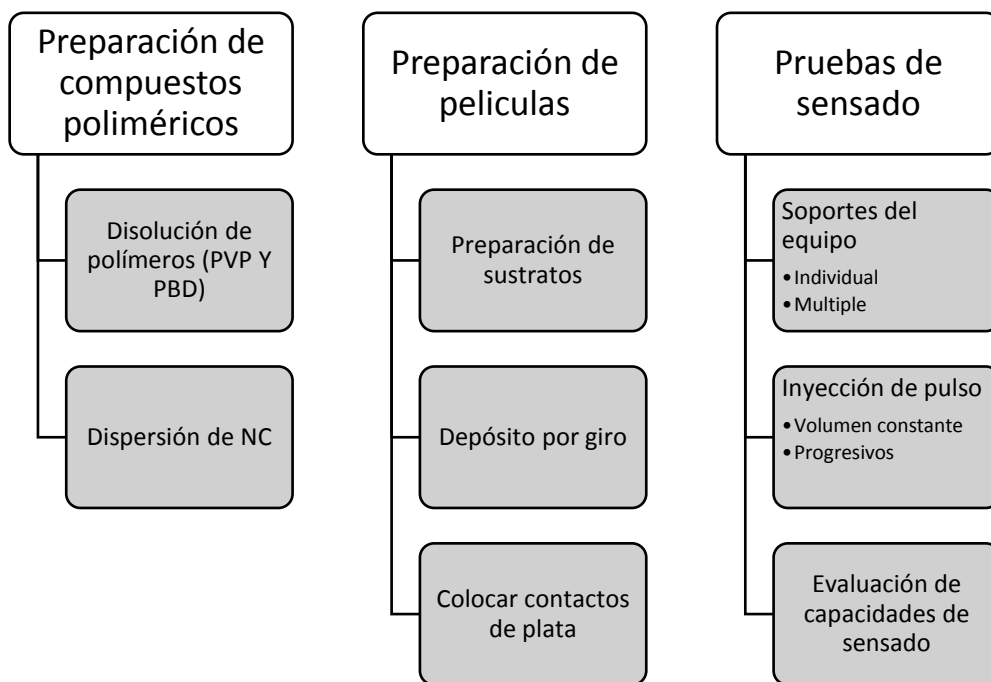 Preparación de
compuestos
poliméricos
Disolución de
polímeros (PVP Y
PBD)
Dispersión de NC
Preparación de
peliculas
Preparación de
sustratos
Depósito por giro
Colocar contactos
de plata
Pruebas de
sensado
Soportes del
equipo
•Individual
•Multiple
Inyección de pulso
•Volumen constante
•Progresivos
Evaluación de
capacidades de
sensado